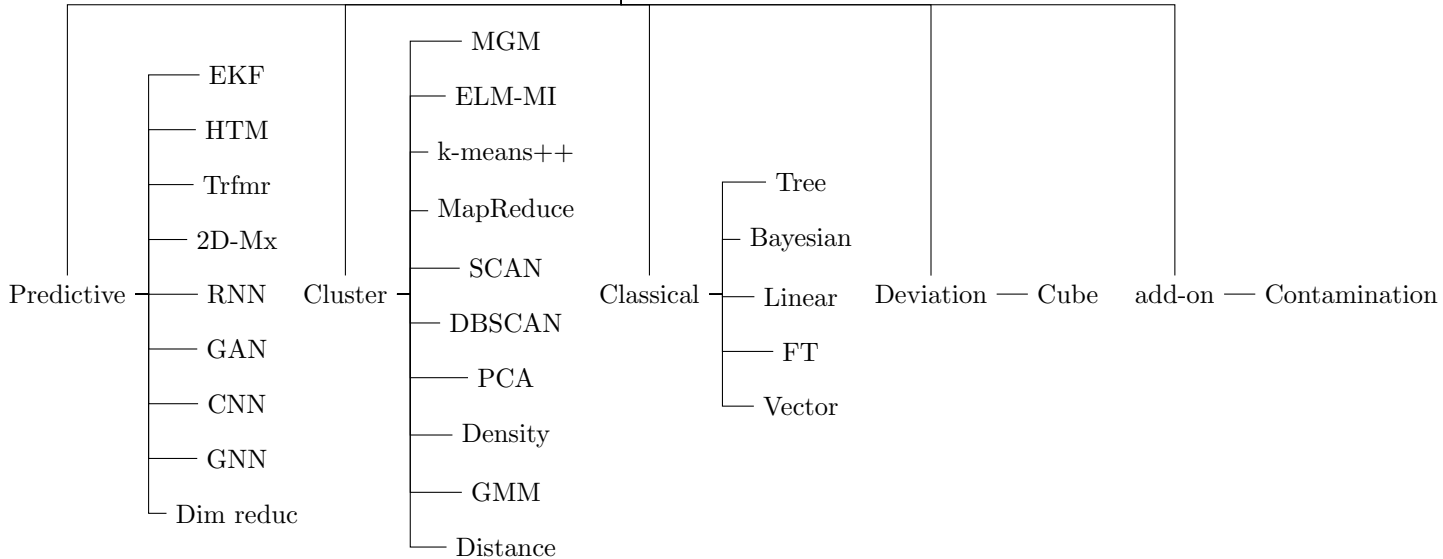 Predictive
EKF
HTM
Trfmr
2D-Mx
RNN
GAN
CNN
GNN
Dim reduc
Cluster
MGM
ELM-MI
k-means++
MapReduce
SCAN
DBSCAN
PCA
Density
GMM
Distance
Classical
Tree
Bayesian
Linear
FT
Vector
Deviation
Cube
add-on
Contamination